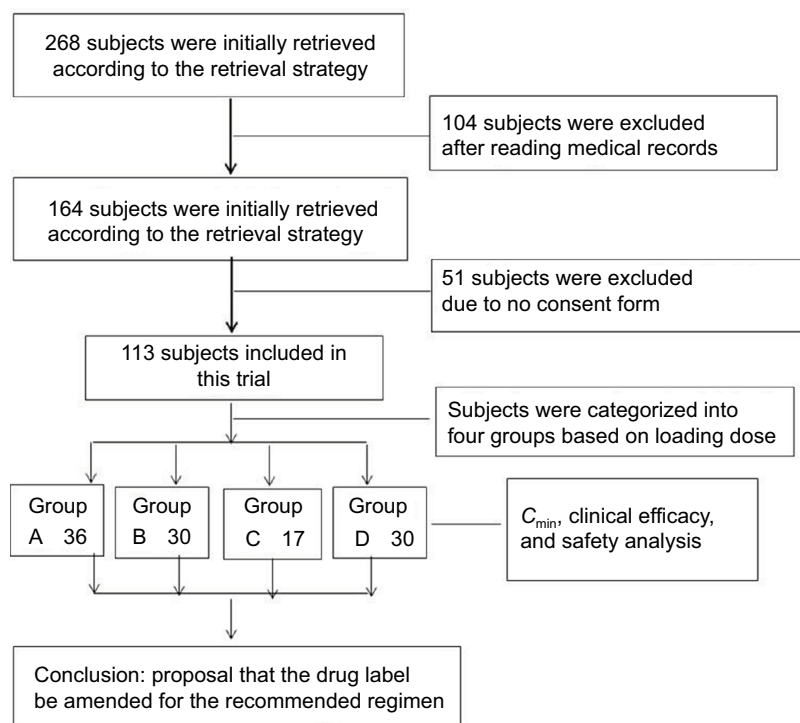 268 subjects were initially retrieved
according to the retrieval strategy
104 subjects were excluded
after reading medical records
164 subjects were initially retrieved
according to the retrieval strategy
51 subjects were excluded
due to no consent form
113 subjects included in
this trial
Subjects were categorized into
four groups based on loading dose
Group
A 36
Group
B 30
Group
C 17
Group
D 30
Cmin, clinical efficacy,
and safety analysis
Conclusion: proposal that the drug label
be amended for the recommended regimen